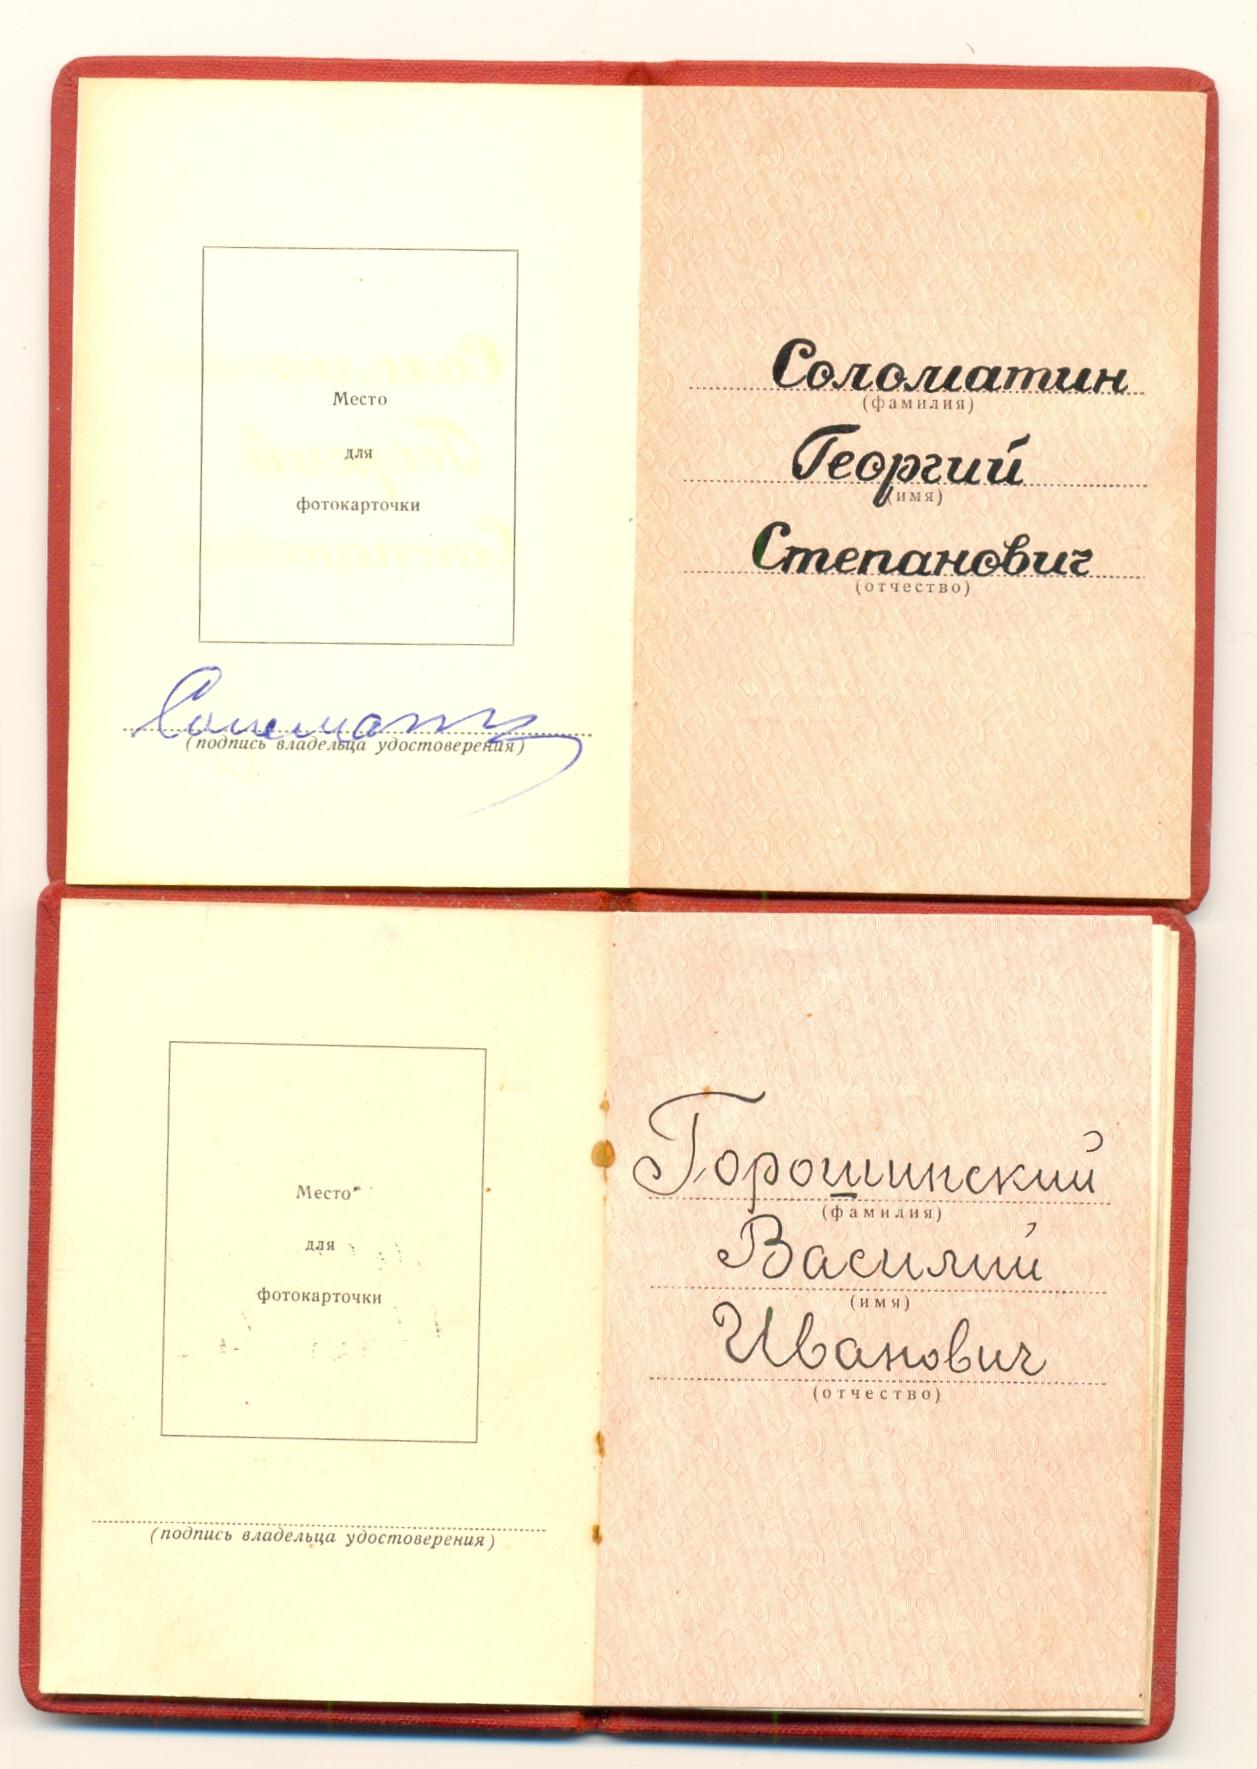 Место
для
фотокарточки
Соломатин
(подпись владельца удостоверения)
Соломатин
(фамилия)
Георгий
(имя)
Степанович
(отчество)
Место
для
фотокарточки
(подпись владельца удостоверения)
Горошинский
(фамилия)
Василий
(имя)
Иванович
(отчество)